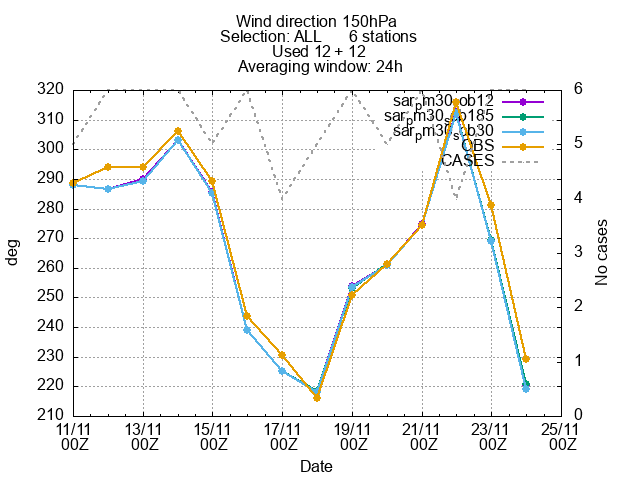 Wind direction 150hPa
Selection: ALL 6 stations
Used 12 + 12
Averaging window: 24h
sar_pm30_sob12
sar_pm30_sob185
sar_pm30_sob30
OBS
CASES
320
310
300
290
280
270
260
250
240
230
220
210
deg
6
5
4
3
2
1
0
No cases
11/11 13/11 15/11 17/11 19/11 21/11 23/11 25/11
00Z 00Z 00Z 00Z 00Z 00Z 00Z 00Z
Date